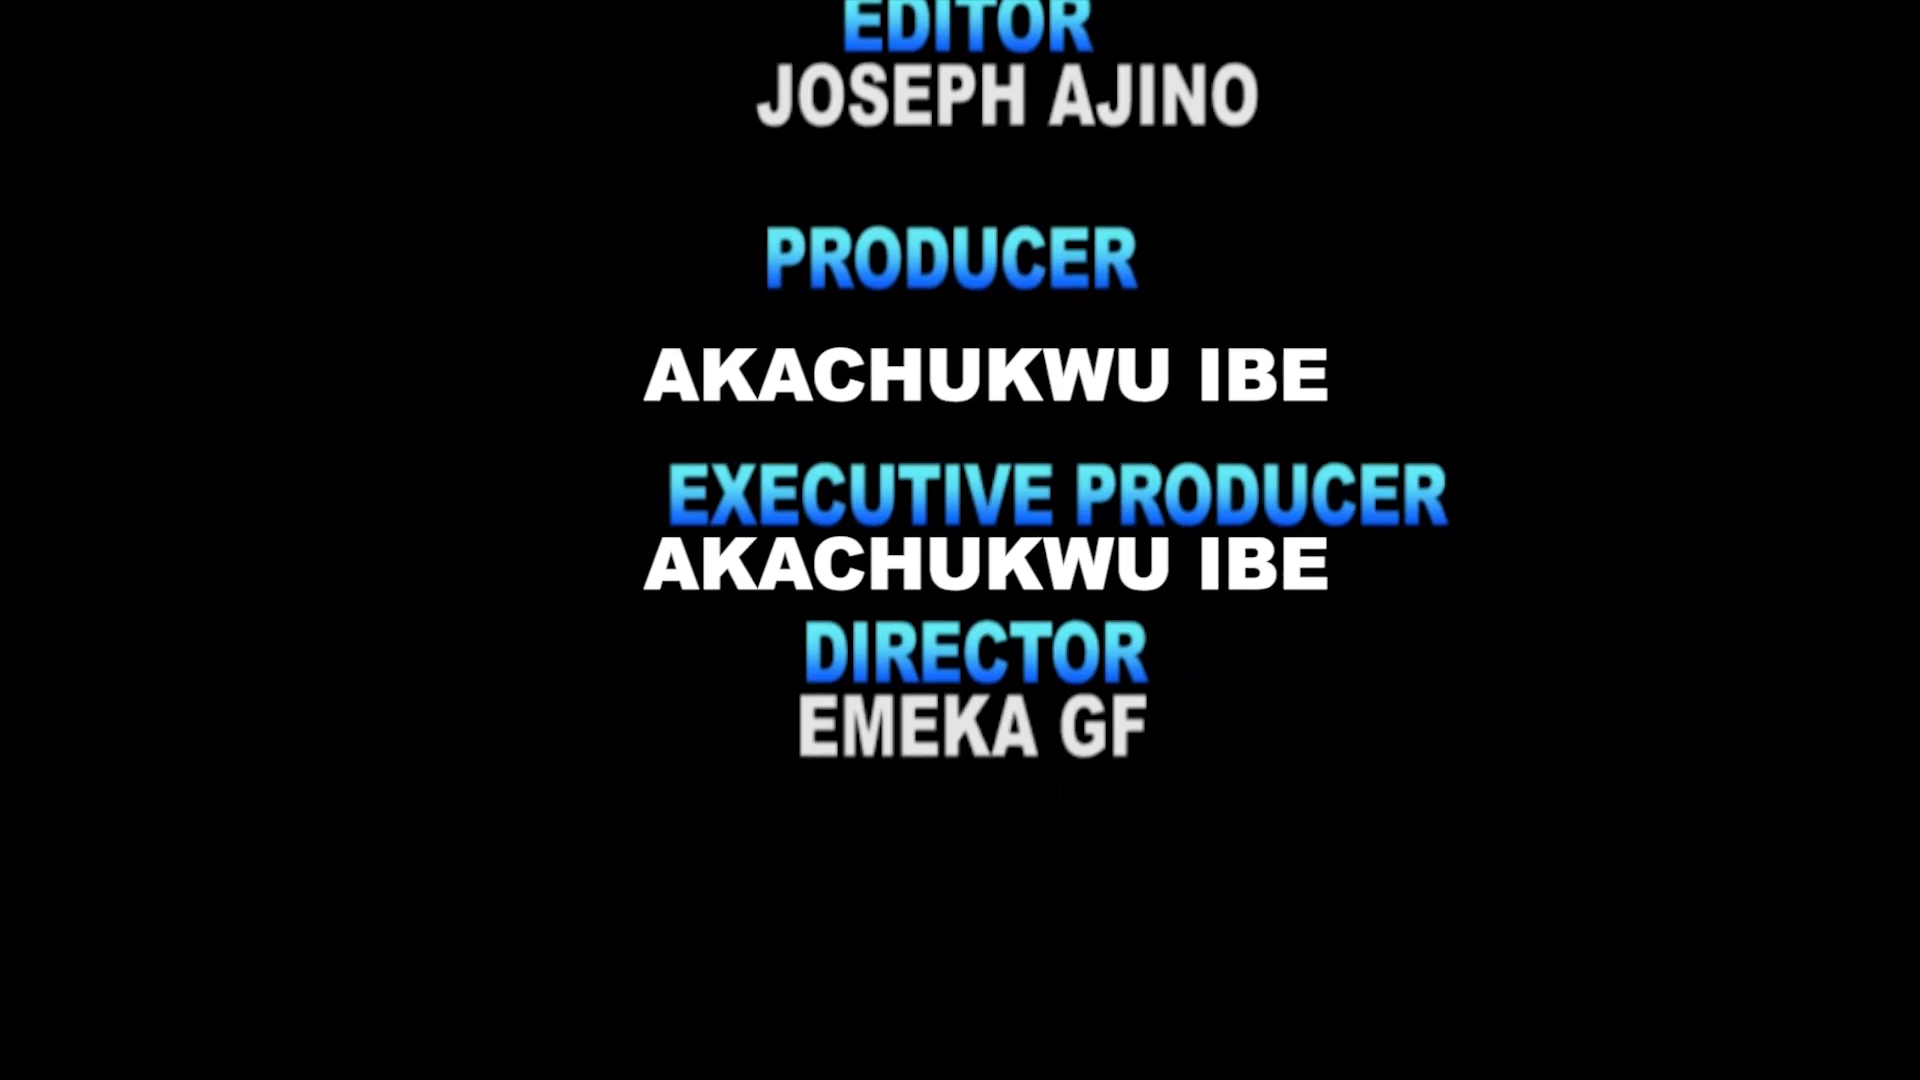 EDITOR
JOSEPH AJINO
PRODUCER
AKACHUKWU IBE
EXECUTIVE PRODUCER
AKACHUKWU IBE
DIRECTOR
EMEKA GF